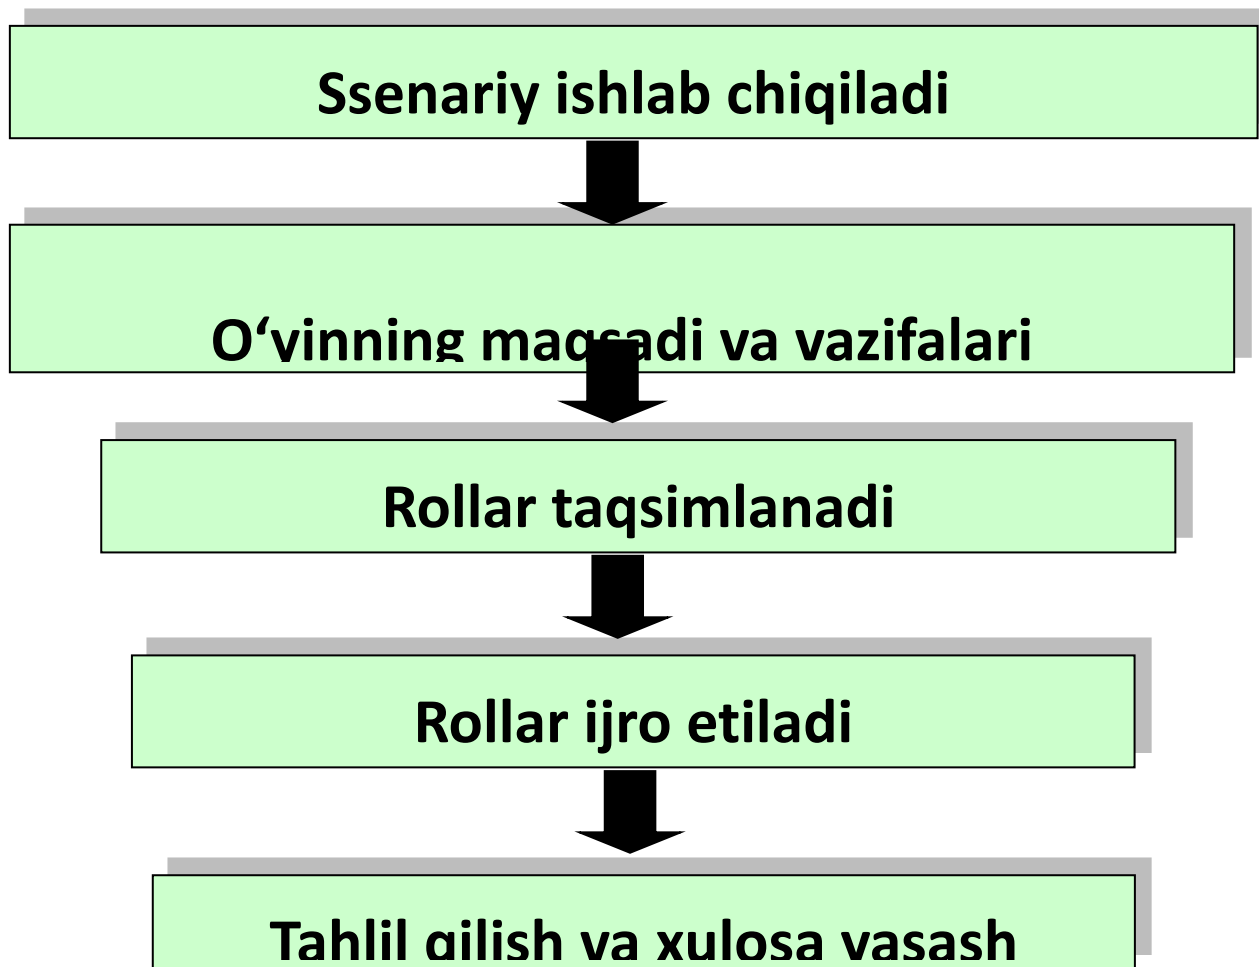 Ssenariy ishlab chiqiladi
O‘yinning maqsadi va vazifalari
Rollar taqsimlanadi
Rollar ijro etiladi
Tahlil qilish va xulosa yasash